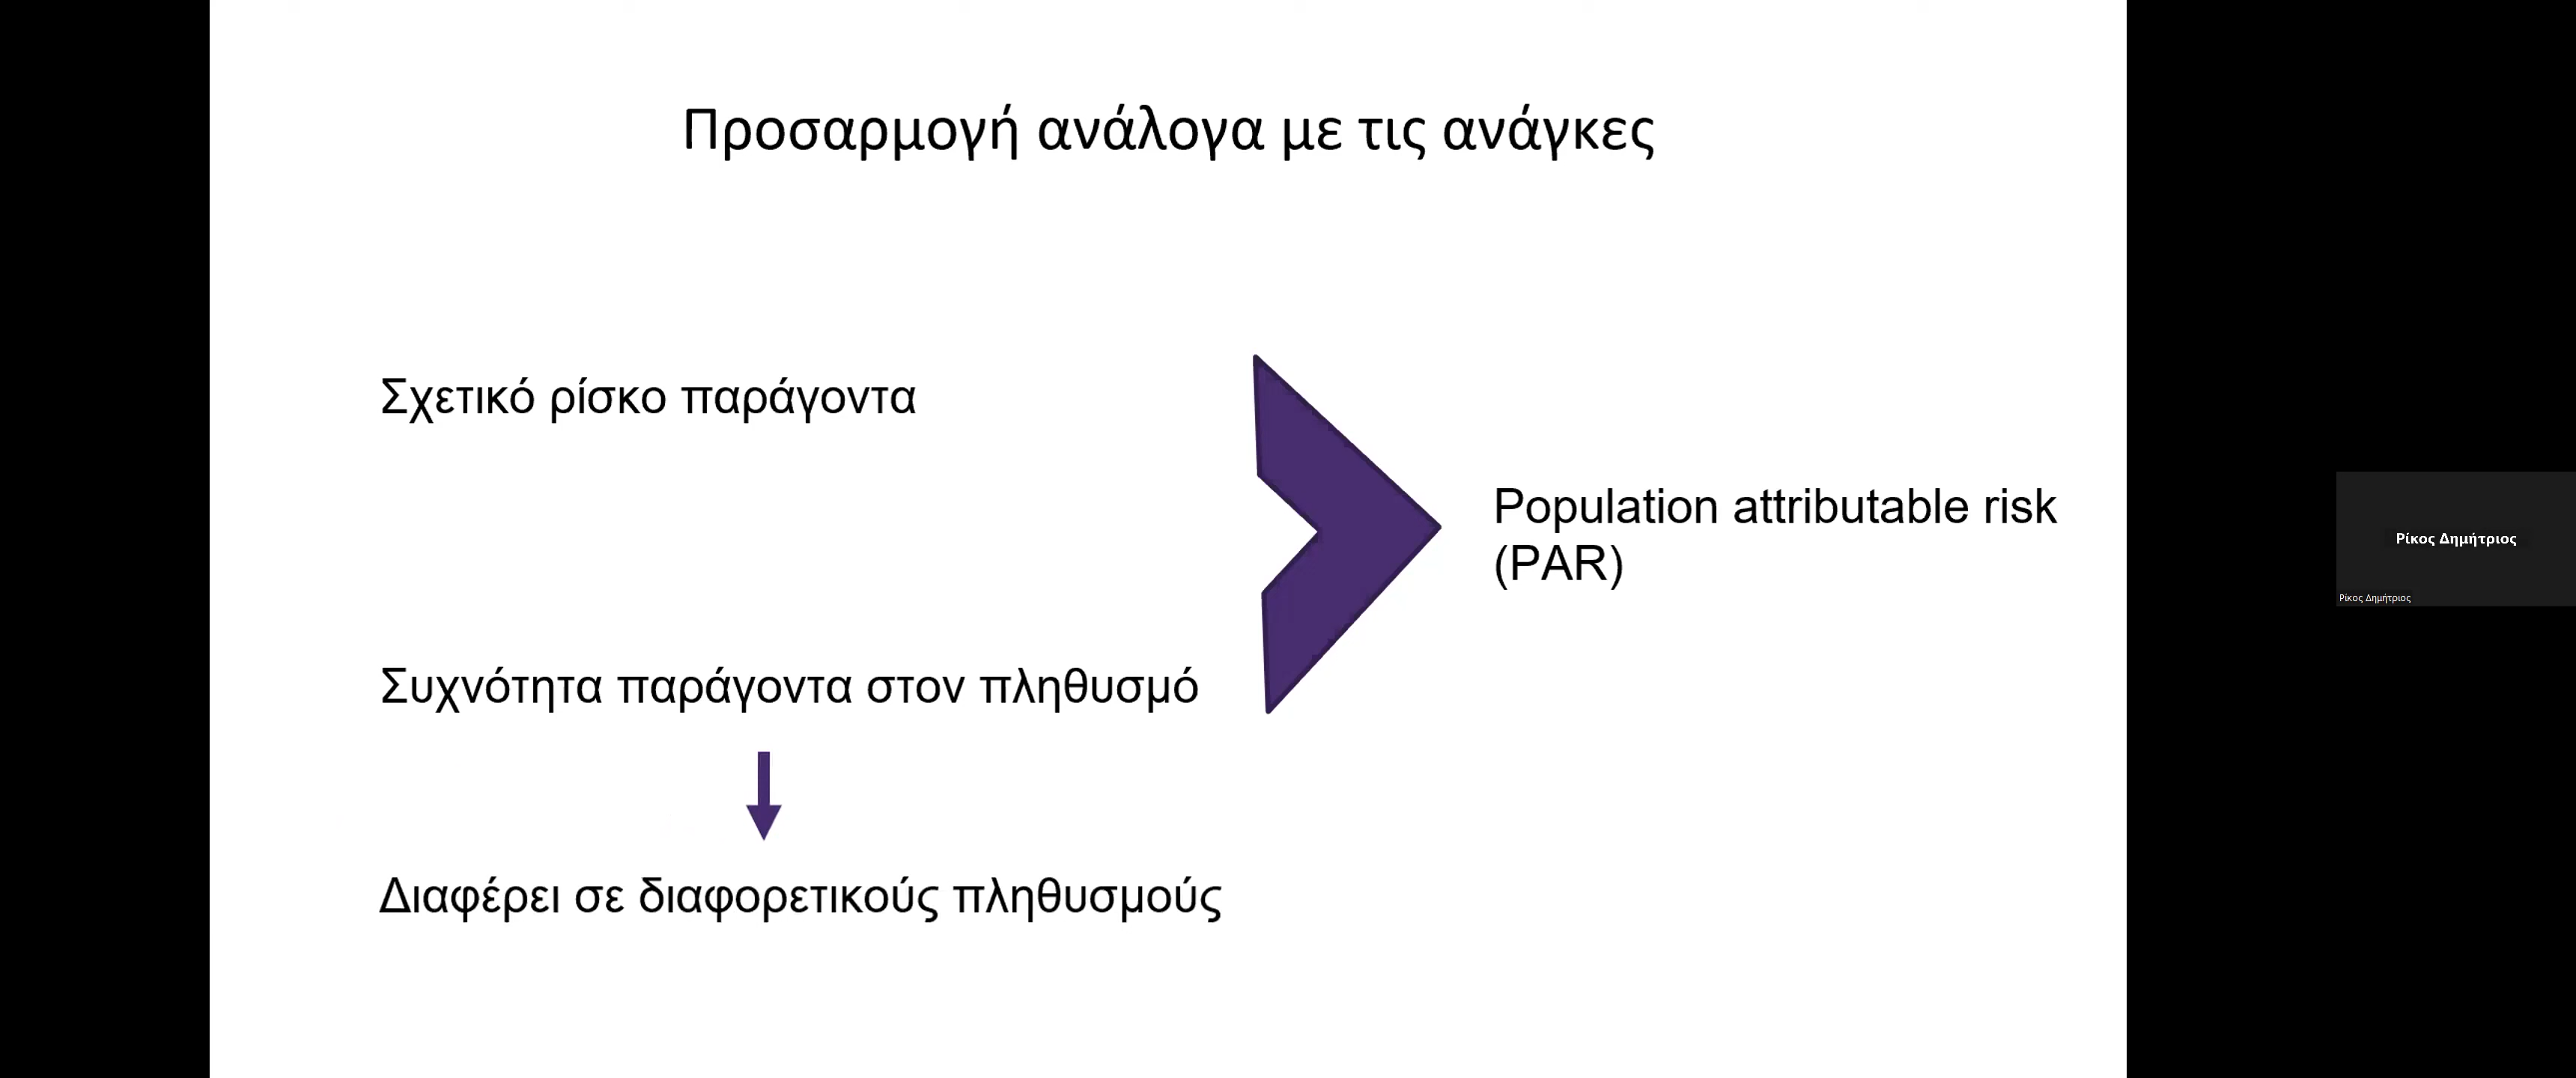 Προσαρμογή ανάλογα με τις ανάγκες
Σχετικό ρίσκο παράγοντα
Population attributable risk
(PAR)
Συχνότητα παράγοντα στον πληθυσμό
Διαφέρει σε διαφορετικούς πληθυσμούς
Ρίκος Δημήτριος
Ρίκος Δημήτριος